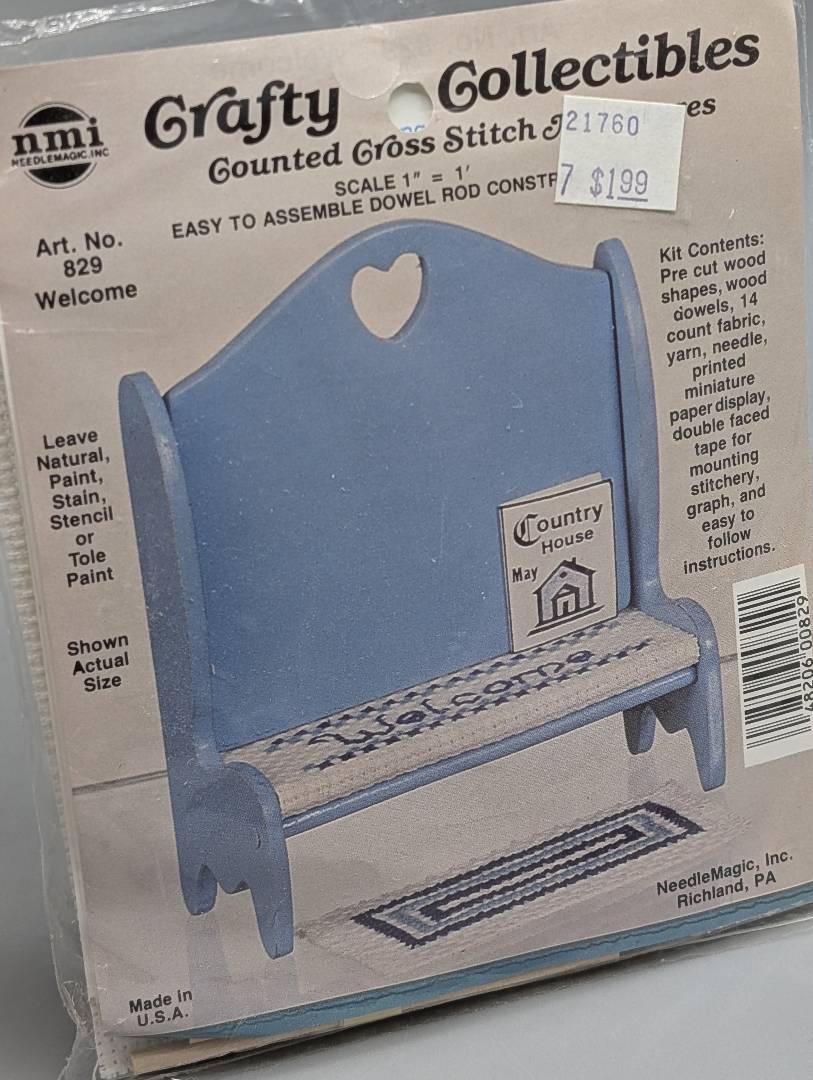 Crafty Collectibles
nmi
NEEDLEMAGIC, INC
Counted Cross Stitch
21760
7 $1.99
SCALE 1" = 1'
EASY TO ASSEMBLE DOWEL ROD
Art. No.
829
Welcome
Kit Contents:
Pre cut wood
shapes, wood
dowels, 14
count fabric,
yarn, needle,
printed
miniature
paper display,
double faced
tape for
mounting
stitchery,
graph, and
easy to
follow
instructions.
Leave
Natural,
Paint,
Stain,
Stencil
or
Tole
Paint
Shown
Actual
Size
Country
House
May
Welcome
48206 00829
NeedleMagic, Inc.
Richland, PA
Made in
U.S.A.